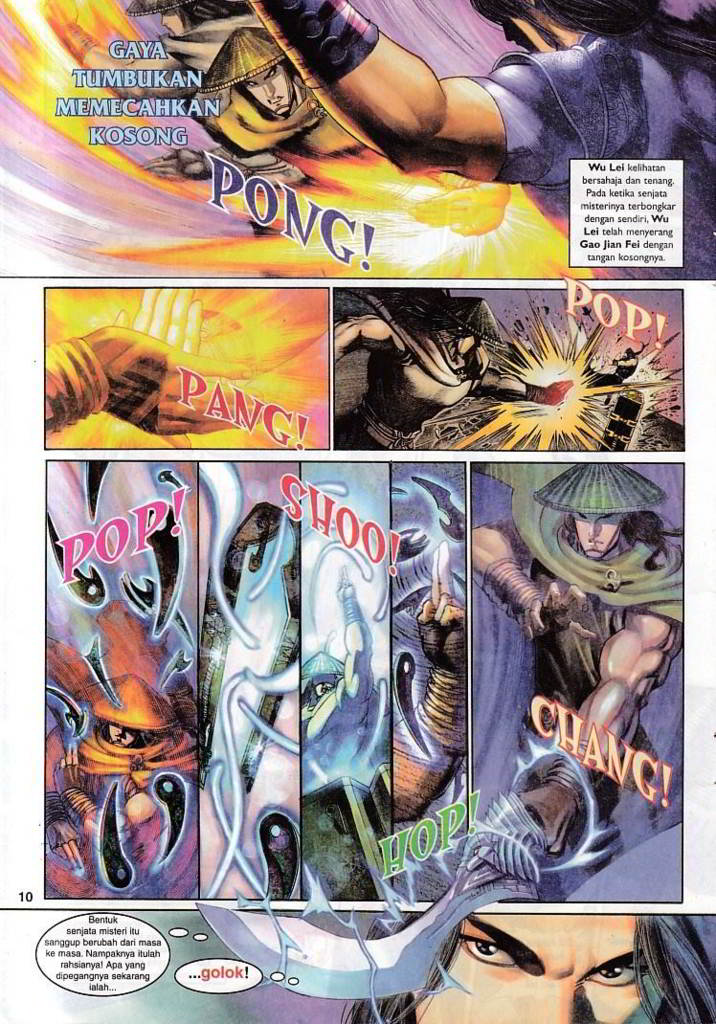 GAYA
TUMBUKAN
MEMECAHKAN
KOSONG
PONG!
Wu Lei kelihatan
bersahaja dan tenang.
Pada ketika senjata
misterinya terbongkar
dengan sendiri, Wu
Lei telah menyerang
Gao Jian Fei dengan
tangan kosongnya.
PANG!
POP!
POP!
SHOO!
HOP!
CHANG!
10
Bentuk
senjata misteri itu
sanggup berubah dari masa
ke masa. Nampaknya itulah
rahsianya! Apa yang
dipegangnya sekarang
ialah...
...golok!